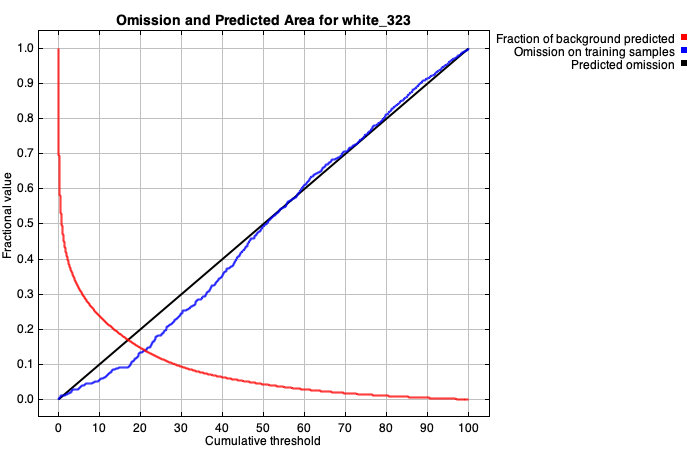 Omission and Predicted Area for white_323
Fraction of background predicted
Omission on training samples
Predicted omission
Fractional value
1.0
0.9
0.8
0.7
0.6
0.5
0.4
0.3
0.2
0.1
0.0
0 10 20 30 40 50 60 70 80 90 100
Cumulative threshold